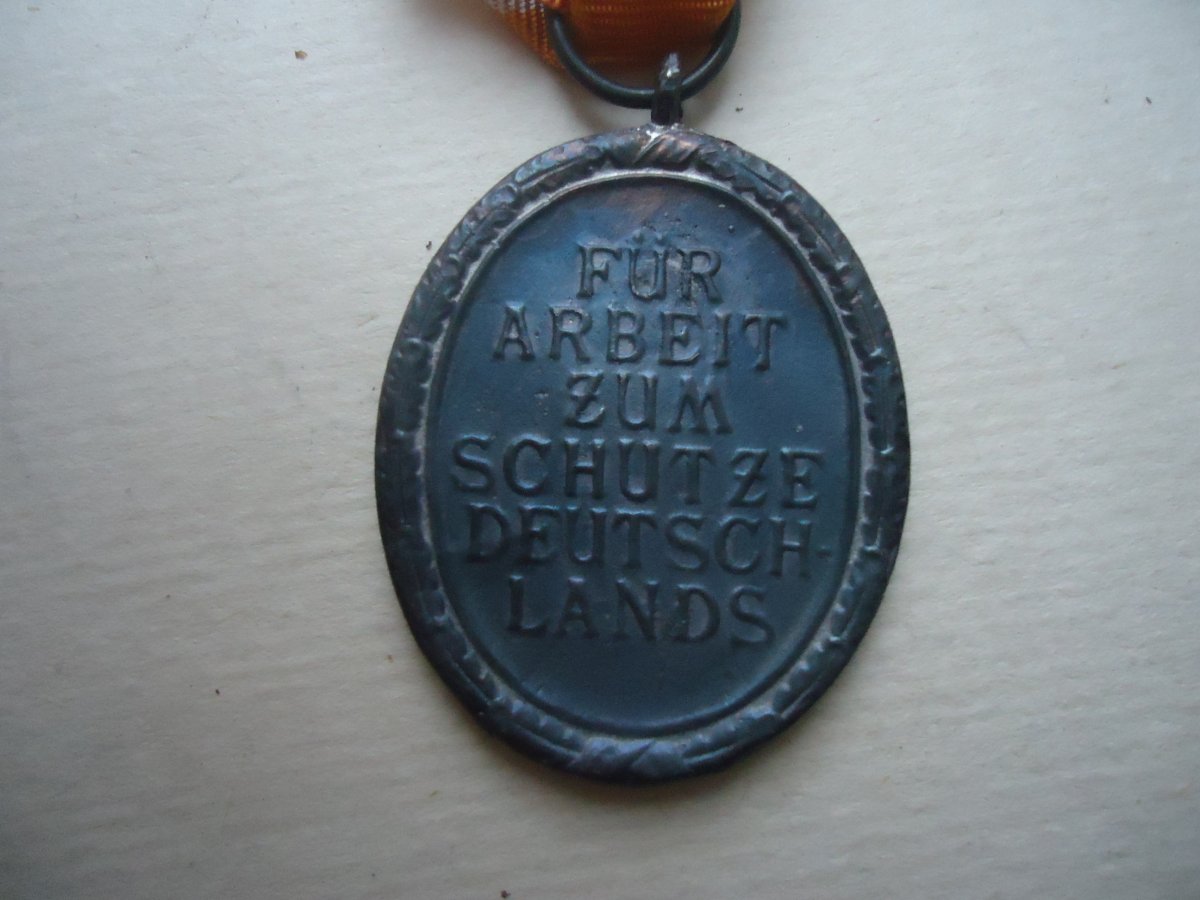 FÜR
ARBEIT
ZUM
SCHUTZE
DEUTSCH-
LANDS